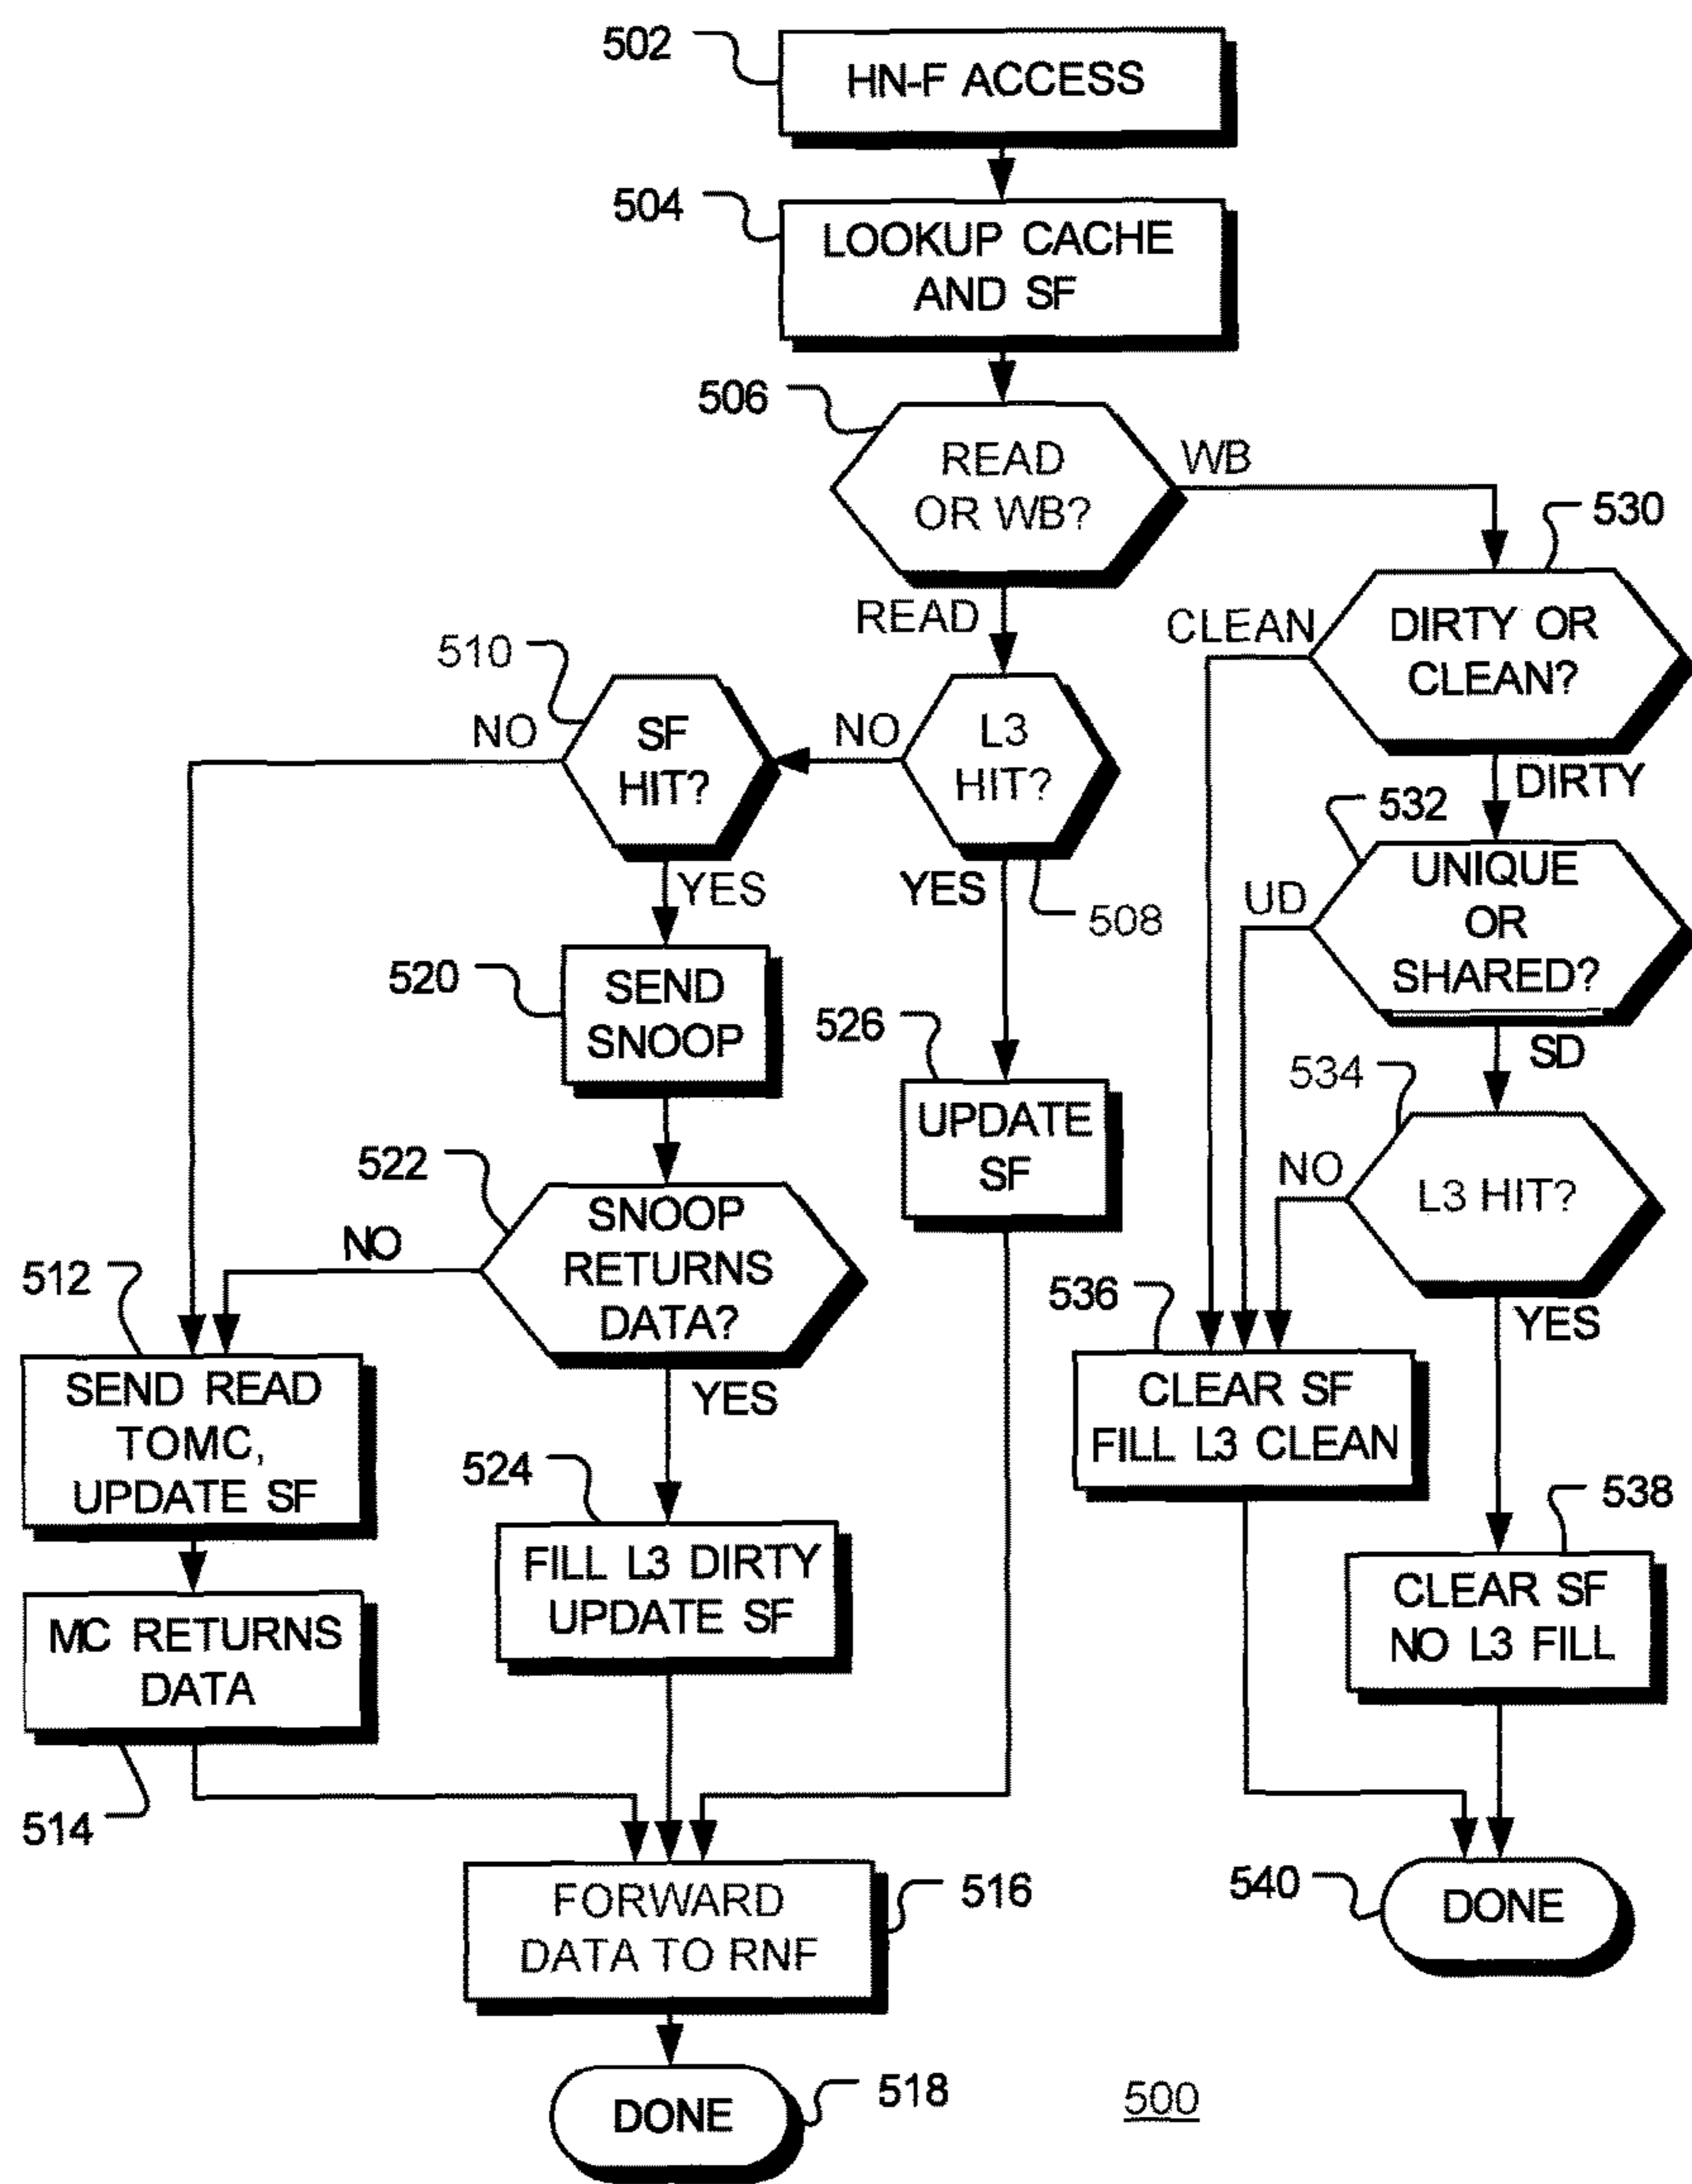 502
HN-F ACCESS
504
LOOKUP CACHE
AND SF
506
READ
OR WB?
WB
530
READ
CLEAN
DIRTY OR
CLEAN?
510
NO
SF
HIT?
NO
L3
HIT?
DIRTY
532
YES
YES
508
UD
UNIQUE
OR
SHARED?
520
SEND
SNOOP
526
UPDATE
SF
534
SD
522
NO
SNOOP
RETURNS
DATA?
NO
L3 HIT?
512
SEND READ
TOMC,
UPDATE SF
YES
536
CLEAR SF
FILL L3 CLEAN
YES
524
FILL L3 DIRTY
UPDATE SF
538
CLEAR SF
NO L3 FILL
MC RETURNS
DATA
514
FORWARD
DATA TO RNF
516
540
DONE
DONE
518
500